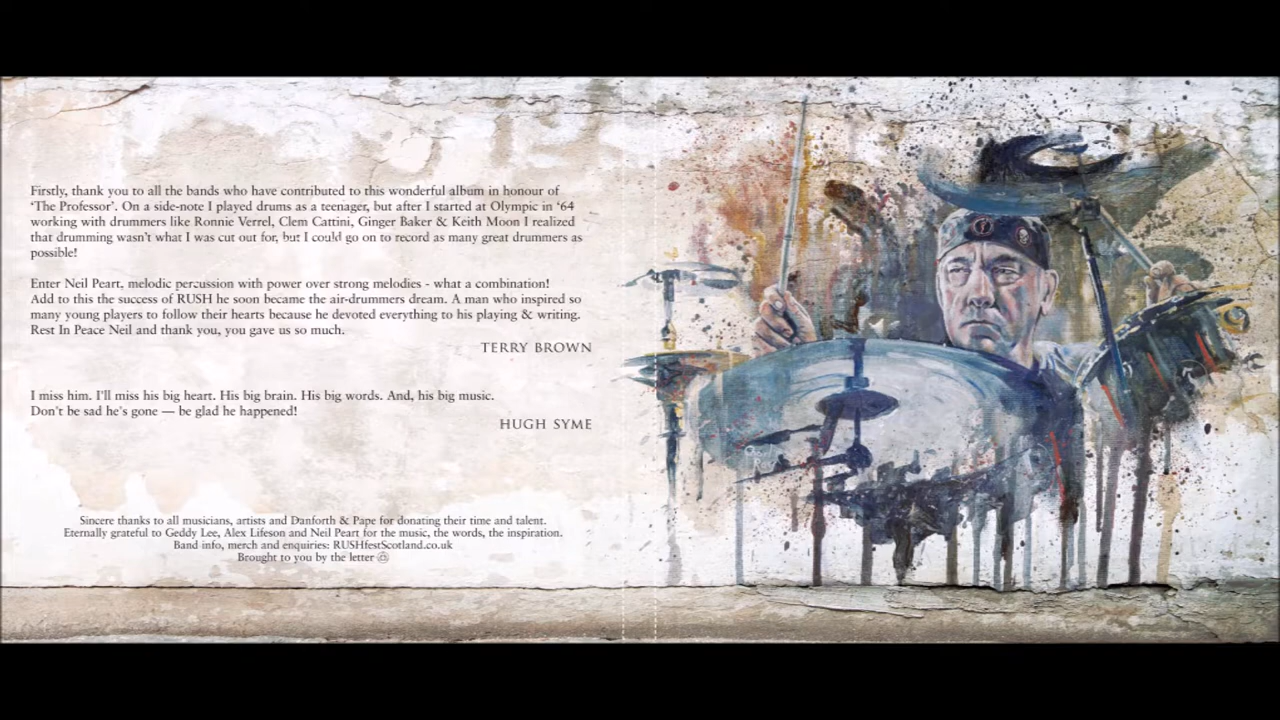 Firstly, thank you to all the bands who have contributed to this wonderful album in honour of
‘The Professor’. On a side-note I played drums as a teenager, but after I started at Olympic in ‘64
working with drummers like Ronnie Verrel, Clem Cattini, Ginger Baker & Keith Moon I realized
that drumming wasn't what I was cut out for, but I could go on to record as many great drummers as
possible!
Enter Neil Peart, melodic percussion with power over strong melodies - what a combination!
Add to this the success of RUSH he soon became the air-drummers dream. A man who inspired so
many young players to follow their hearts because he devoted everything to his playing & writing.
Rest In Peace Neil and thank you, you gave us so much.
TERRY BROWN
I miss him. I'll miss his big heart. His big brain. His big words. And, his big music.
Don't be sad he's gone — be glad he happened!
HUGH SYME
Sincere thanks to all musicians, artists and Danforth & Pape for donating their time and talent.
Eternally grateful to Geddy Lee, Alex Lifeson and Neil Peart for the music, the words, the inspiration.
Band info, merch and enquiries: RUSHfestScotland.co.uk
Brought to you by the letter